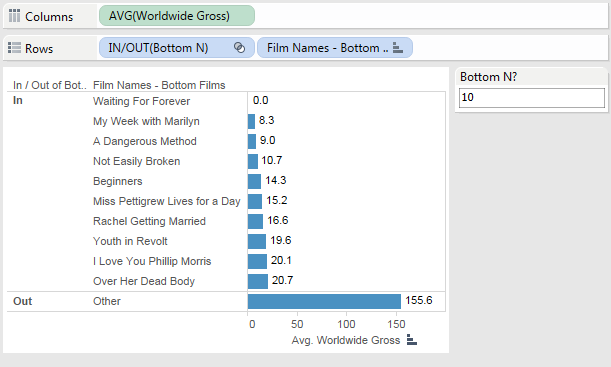 Columns AVG(Worldwide Gross)
Rows IN/OUT(Bottom N) Film Names - Bottom ..
In / Out of Bot.. Film Names - Bottom Films
In Waiting For Forever 0.0
My Week with Marilyn 8.3
A Dangerous Method 9.0
Not Easily Broken 10.7
Beginners 14.3
Miss Pettigrew Lives for a Day 15.2
Rachel Getting Married 16.6
Youth in Revolt 19.6
I Love You Phillip Morris 20.1
Over Her Dead Body 20.7
Out Other 155.6
0 50 100 150
Avg. Worldwide Gross
Bottom N?
10